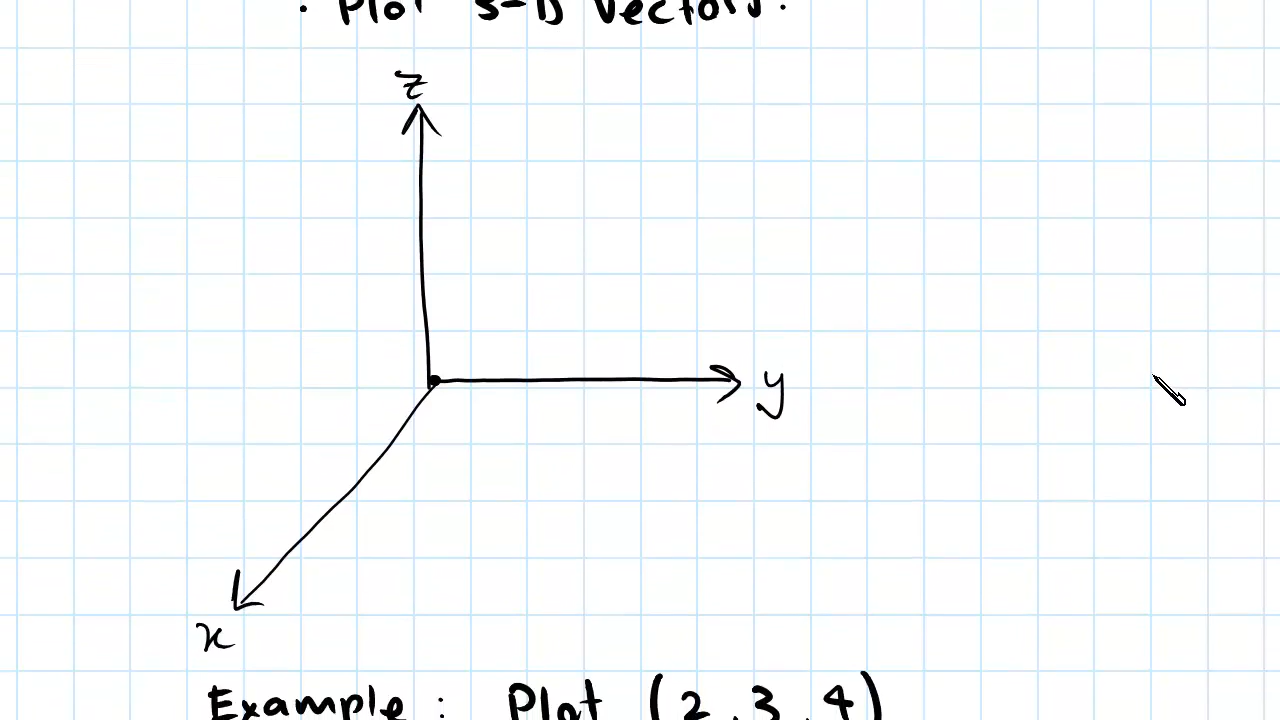 · Plot 3-D Vectors.
z
y
x
Example: Plot (2,3,4)